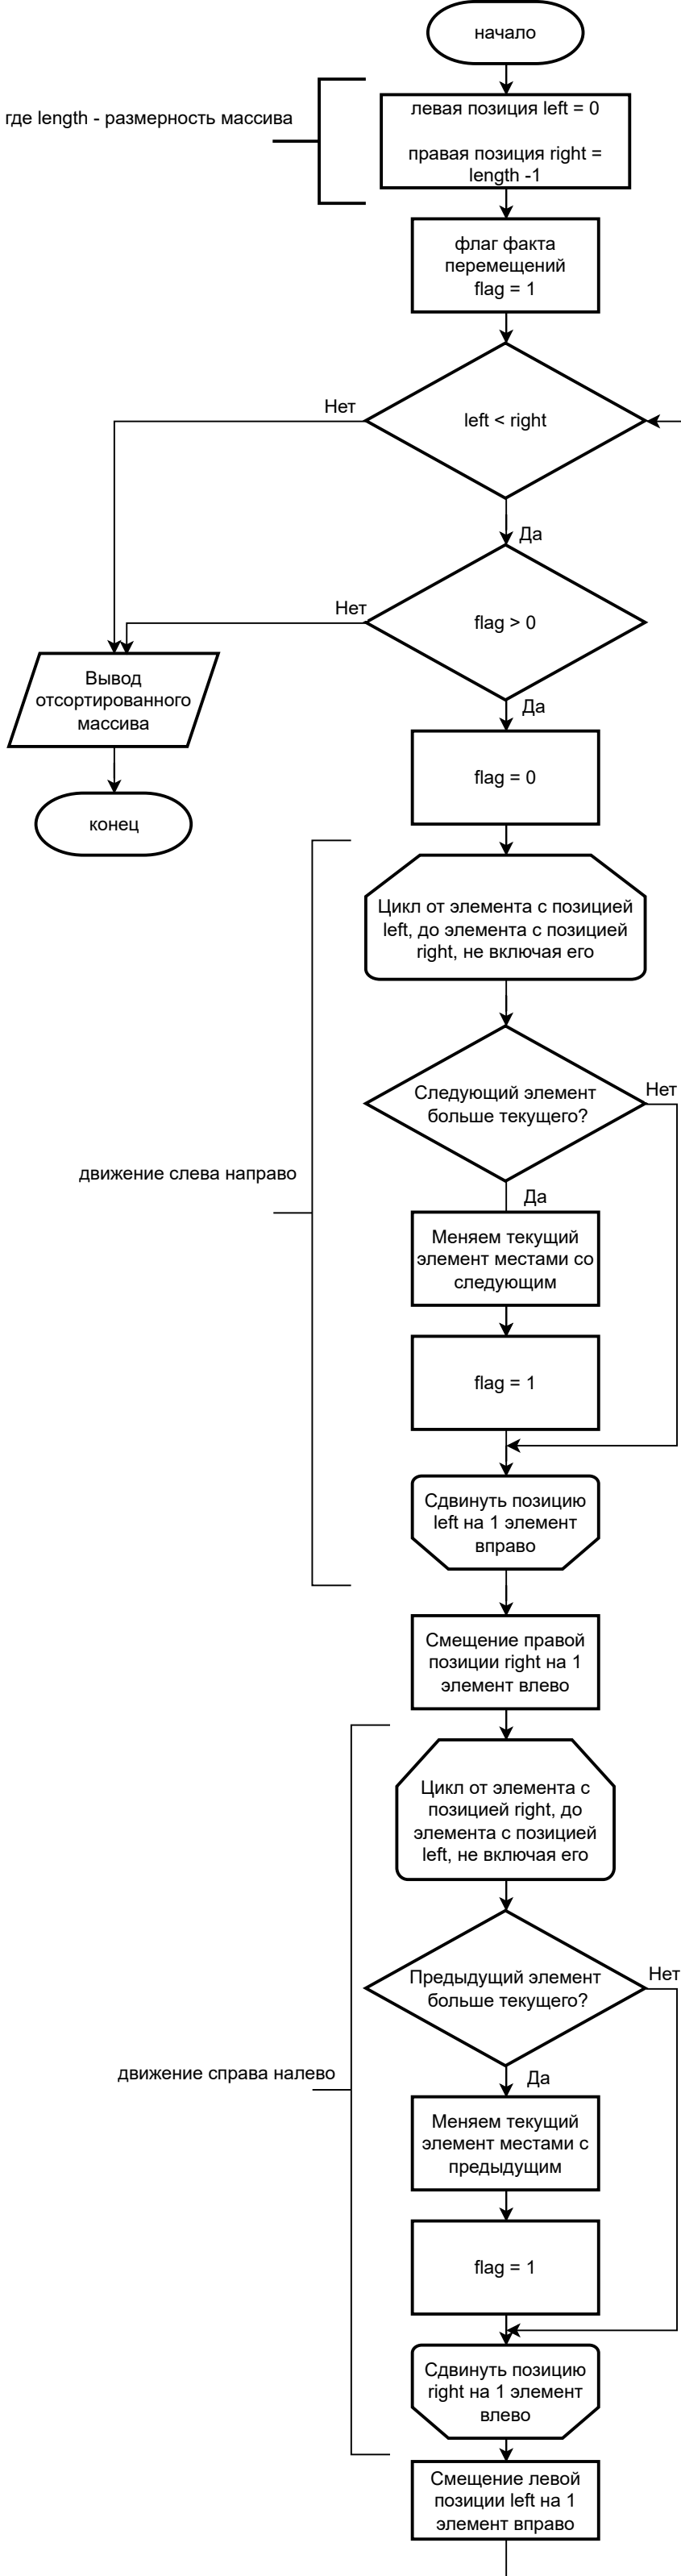 начало
где length - размерность массива
левая позиция left = 0
правая позиция right =
length -1
флаг факта
перемещений
flag = 1
Нет
left < right
Да
Нет
flag > 0
Да
Вывод
отсортированного
массива
flag = 0
конец
Цикл от элемента с позицией
left, до элемента с позицией
right, не включая его
Следующий элемент
больше текущего?
Нет
движение слева направо
Да
Меняем текущий
элемент местами со
следующим
flag = 1
Сдвинуть позицию
left на 1 элемент
вправо
Смещение правой
позиции right на 1
элемент влево
Цикл от элемента с
позицией right, до
элемента с позицией
left, не включая его
Предыдущий элемент
больше текущего?
Нет
движение справа налево
Да
Меняем текущий
элемент местами с
предыдущим
flag = 1
Сдвинуть позицию
right на 1 элемент
влево
Смещение левой
позиции left на 1
элемент вправо